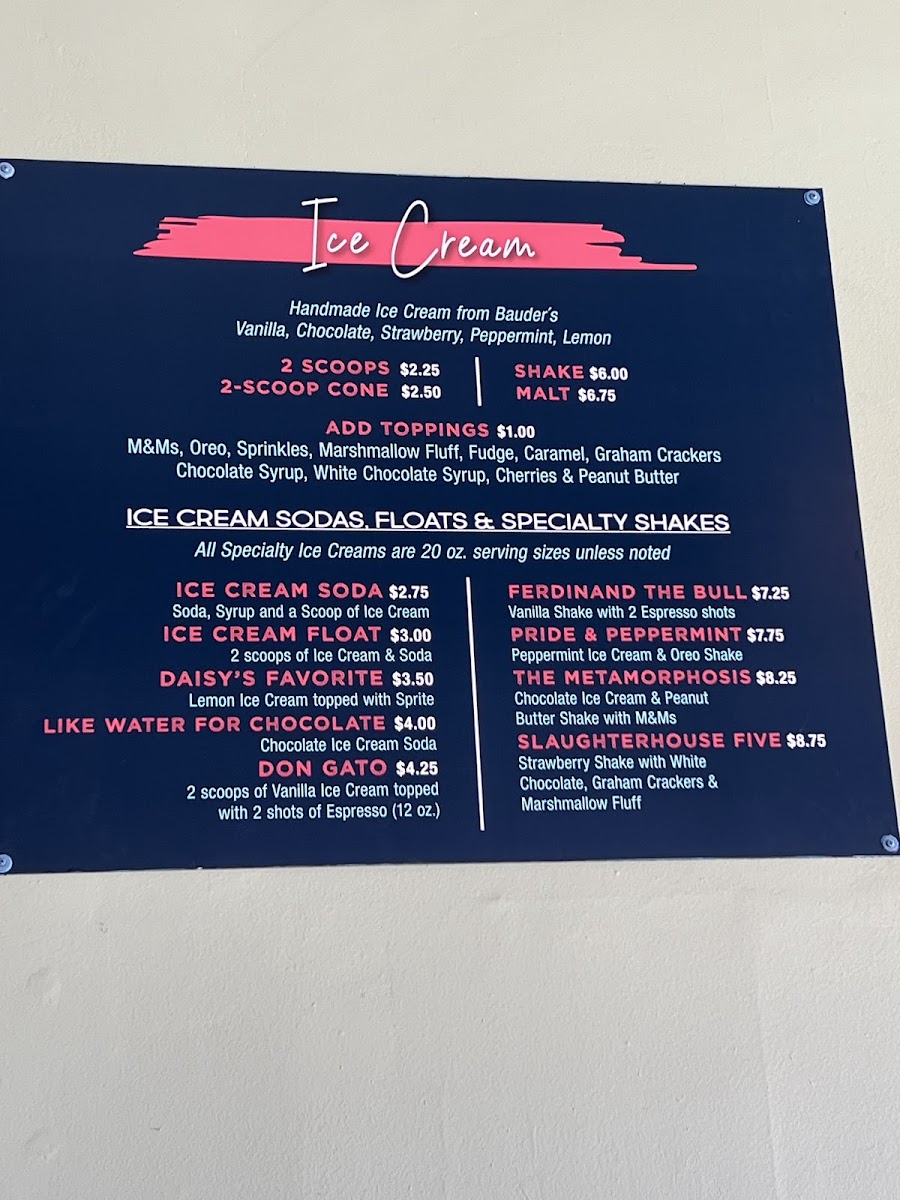 Ice Cream
Handmade Ice Cream from Bauder's
Vanilla, Chocolate, Strawberry, Peppermint, Lemon
2 SCOOPS $2.25
2-SCOOP CONE $2.50
SHAKE $6.00
MALT $6.75
ADD TOPPINGS $1.00
M&Ms, Oreo, Sprinkles, Marshmallow Fluff, Fudge, Caramel, Graham Crackers
Chocolate Syrup, White Chocolate Syrup, Cherries & Peanut Butter
ICE CREAM SODAS, FLOATS & SPECIALTY SHAKES
All Specialty Ice Creams are 20 oz. serving sizes unless noted
ICE CREAM SODA $2.75
Soda, Syrup and a Scoop of Ice Cream
ICE CREAM FLOAT $3.00
2 scoops of Ice Cream & Soda
DAISY'S FAVORITE $3.50
Lemon Ice Cream topped with Sprite
LIKE WATER FOR CHOCOLATE $4.00
Chocolate Ice Cream Soda
DON GATO $4.25
2 scoops of Vanilla Ice Cream topped
with 2 shots of Espresso (12 oz.)
FERDINAND THE BULL $7.25
Vanilla Shake with 2 Espresso shots
PRIDE & PEPPERMINT $7.75
Peppermint Ice Cream & Oreo Shake
THE METAMORPHOSIS $8.25
Chocolate Ice Cream & Peanut
Butter Shake with M&Ms
SLAUGHTERHOUSE FIVE $8.75
Strawberry Shake with White
Chocolate, Graham Crackers &
Marshmallow Fluff